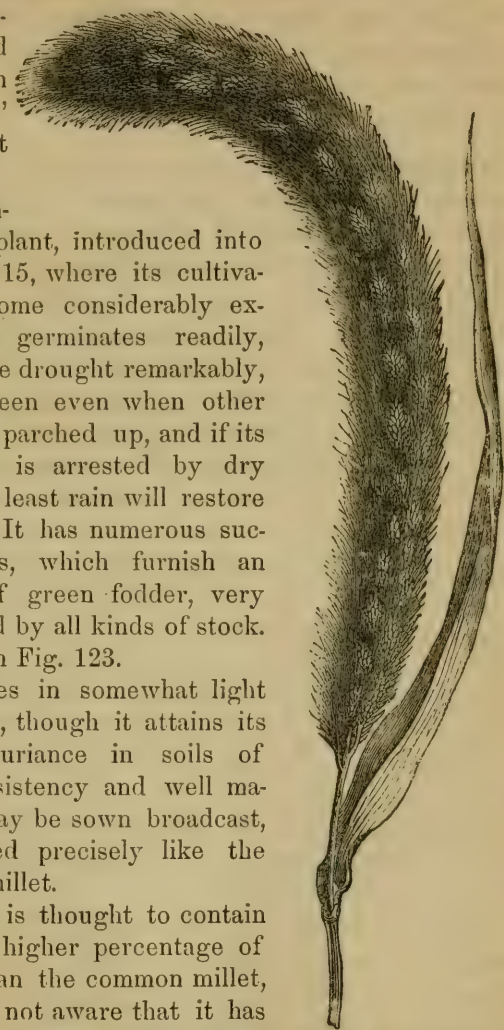 d
n
,
t
plant, introduced into
15, where its cultiva-
ome considerably ex-
germinates readily,
e drought remarkably,
een even when other
parched up, and if its
is arrested by dry
least rain will restore
It has numerous suc-
s, which furnish an
f green fodder, very
d by all kinds of stock.
n Fig. 123.
es in somewhat light
, though it attains its
uriance in soils of
sistency and well ma-
ay be sown broadcast,
ed precisely like the
illet.
is thought to contain
higher percentage of
an the common millet,
not aware that it has